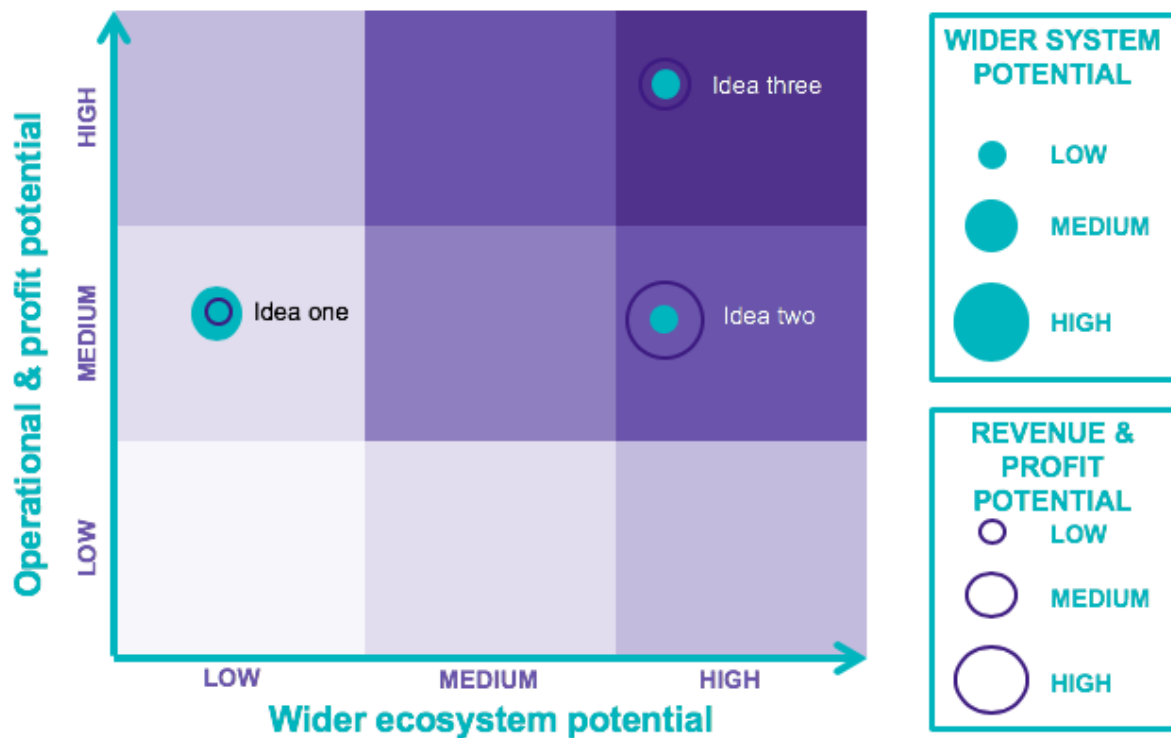 Operational & profit potential
HIGH
MEDIUM
LOW
Idea three
Idea one
Idea two
LOW
MEDIUM
HIGH
Wider ecosystem potential
WIDER SYSTEM
POTENTIAL
LOW
MEDIUM
HIGH
REVENUE &
PROFIT
POTENTIAL
LOW
MEDIUM
HIGH